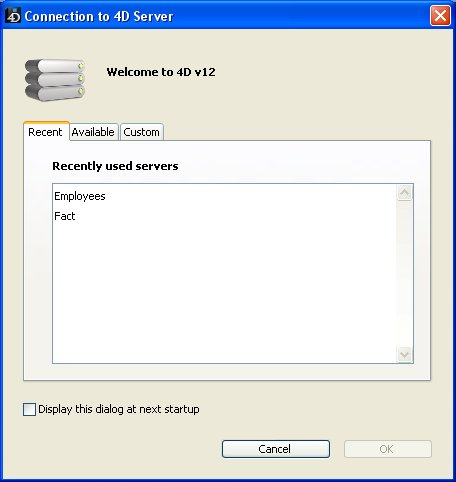 4D Connection to 4D Server
Welcome to 4D v12
Recent Available Custom
Recently used servers
Employees
Fact
Display this dialog at next startup
Cancel OK